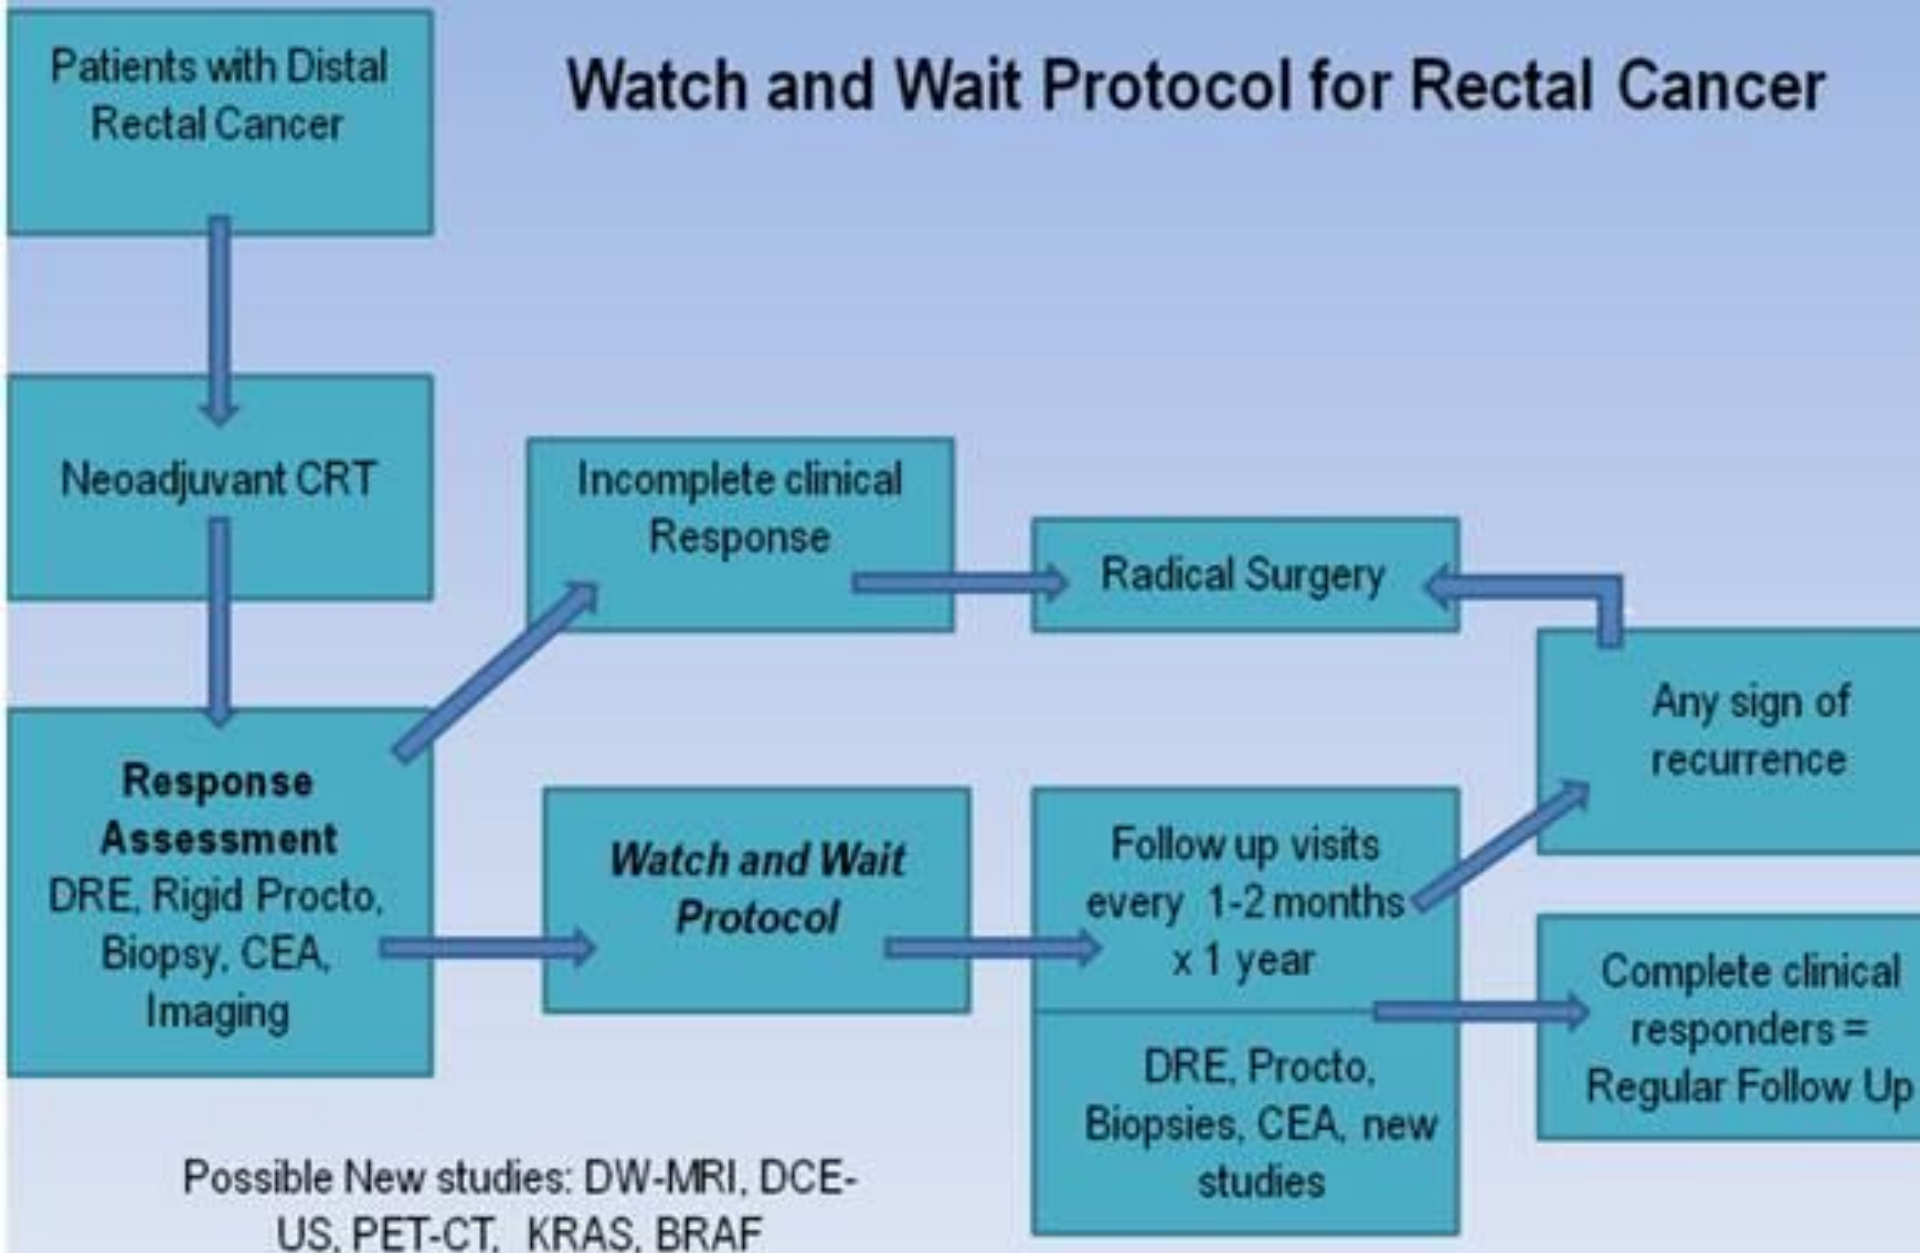 Watch and Wait Protocol for Rectal Cancer
Patients with Distal
Rectal Cancer
Neoadjuvant CRT
Response
Assessment
DRE, Rigid Procto,
Biopsy, CEA,
Imaging
Incomplete clinical
Response
Radical Surgery
Watch and Wait
Protocol
Follow up visits
every 1-2 months
x 1 year
DRE, Procto,
Biopsies, CEA, new
studies
Any sign of
recurrence
Complete clinical
responders =
Regular Follow Up
Possible New studies: DW-MRI, DCE-
US, PET-CT, KRAS, BRAF